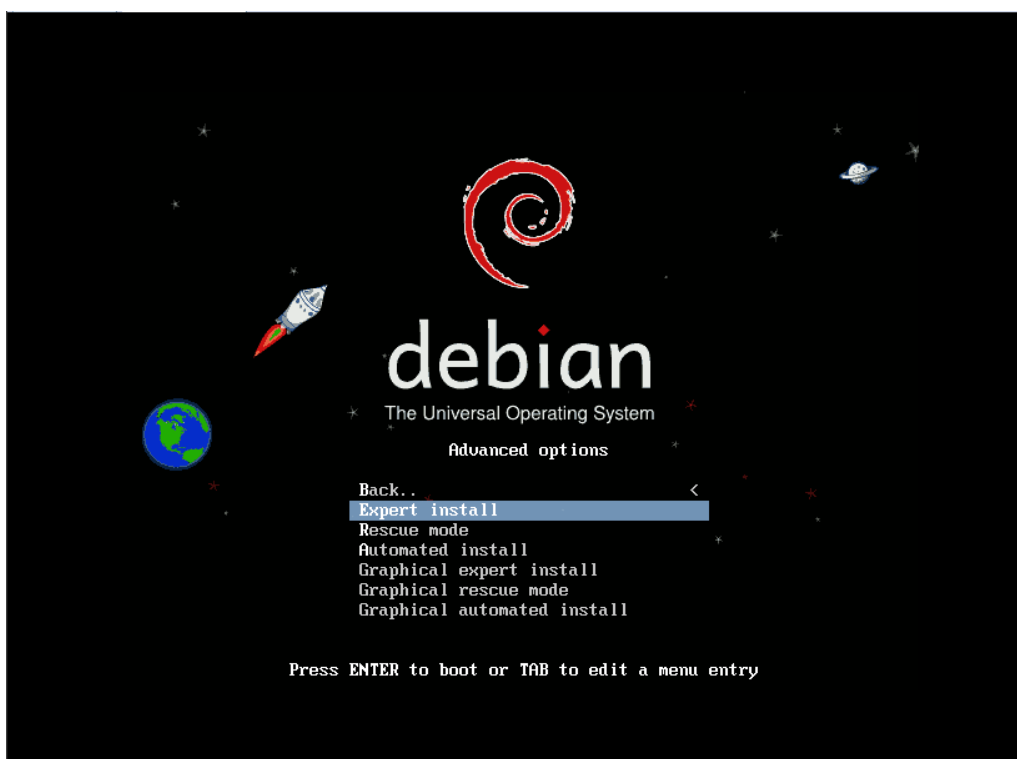 debian
The Universal Operating System
Advanced options
Back.. <
Expert install
Rescue mode
Automated install
Graphical expert install
Graphical rescue mode
Graphical automated install
Press ENTER to boot or TAB to edit a menu entry